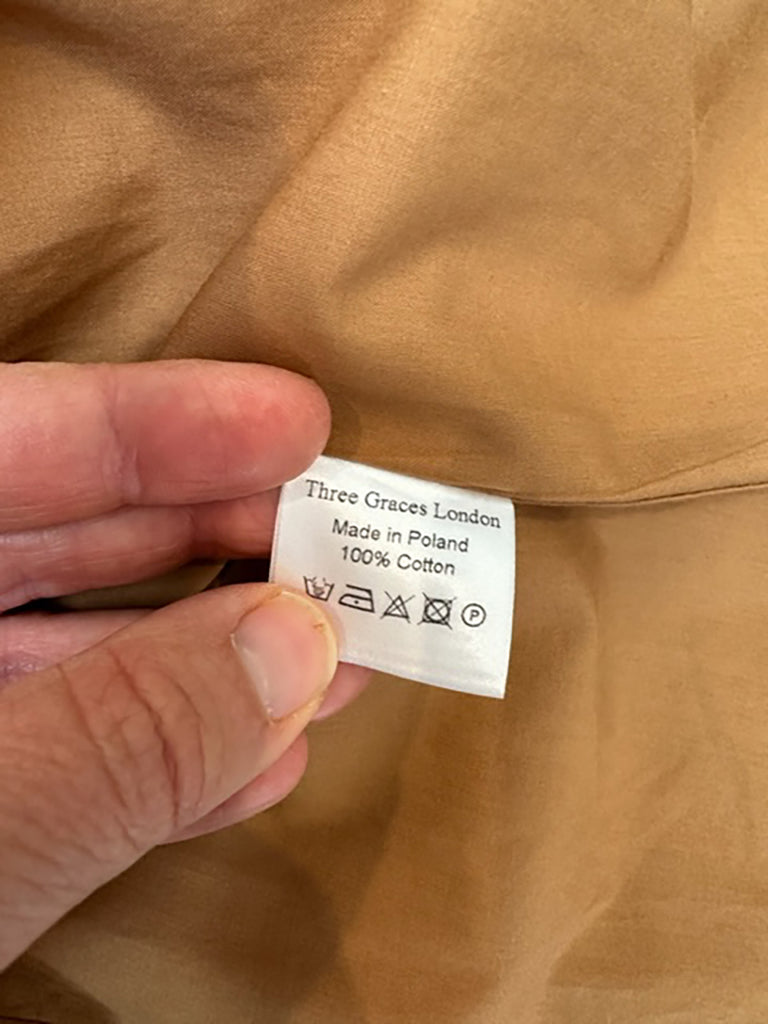 Three Graces London
Made in Poland
100% Cotton
P